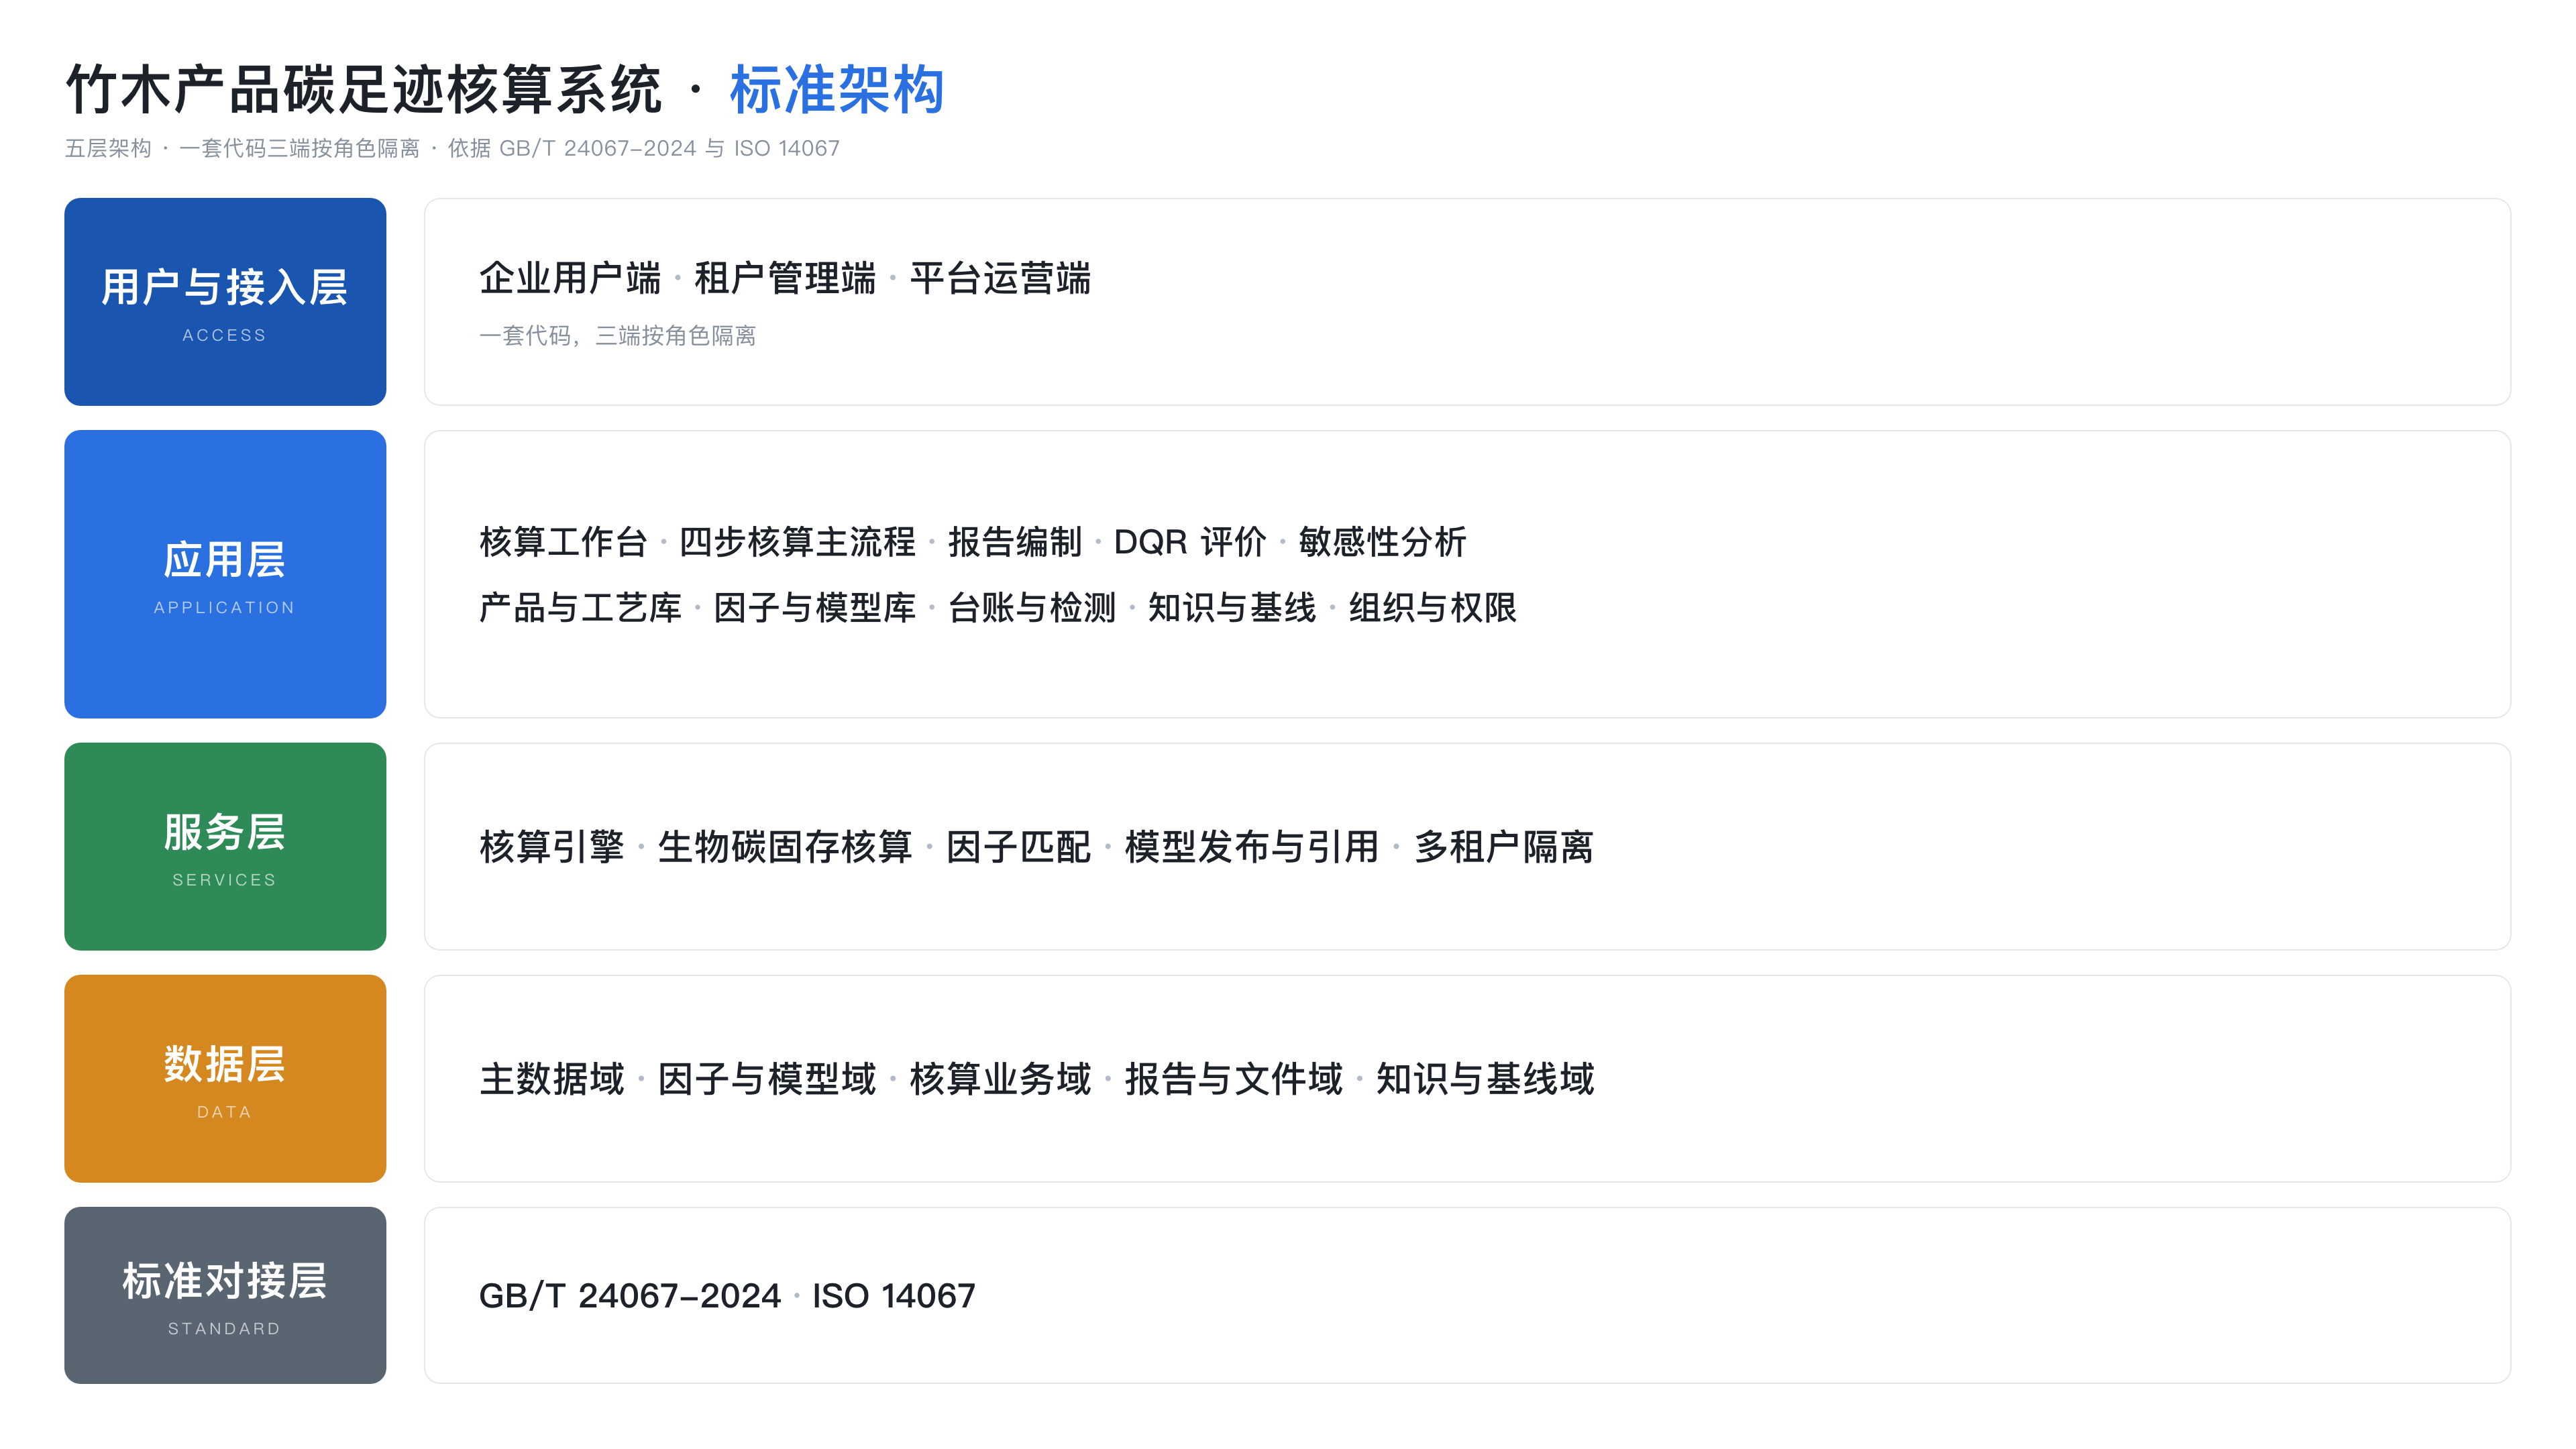 竹木产品碳足迹核算系统 · 标准架构
五层架构 · 一套代码三端按角色隔离 · 依据 GB/T 24067–2024 与 ISO 14067
用户与接入层
ACCESS
企业用户端 · 租户管理端 · 平台运营端
一套代码，三端按角色隔离
应用层
APPLICATION
核算工作台 · 四步核算主流程 · 报告编制 · DQR 评价 · 敏感性分析
产品与工艺库 · 因子与模型库 · 台账与检测 · 知识与基线 · 组织与权限
服务层
SERVICES
核算引擎 · 生物碳固存核算 · 因子匹配 · 模型发布与引用 · 多租户隔离
数据层
DATA
主数据域 · 因子与模型域 · 核算业务域 · 报告与文件域 · 知识与基线域
标准对接层
STANDARD
GB/T 24067–2024 · ISO 14067